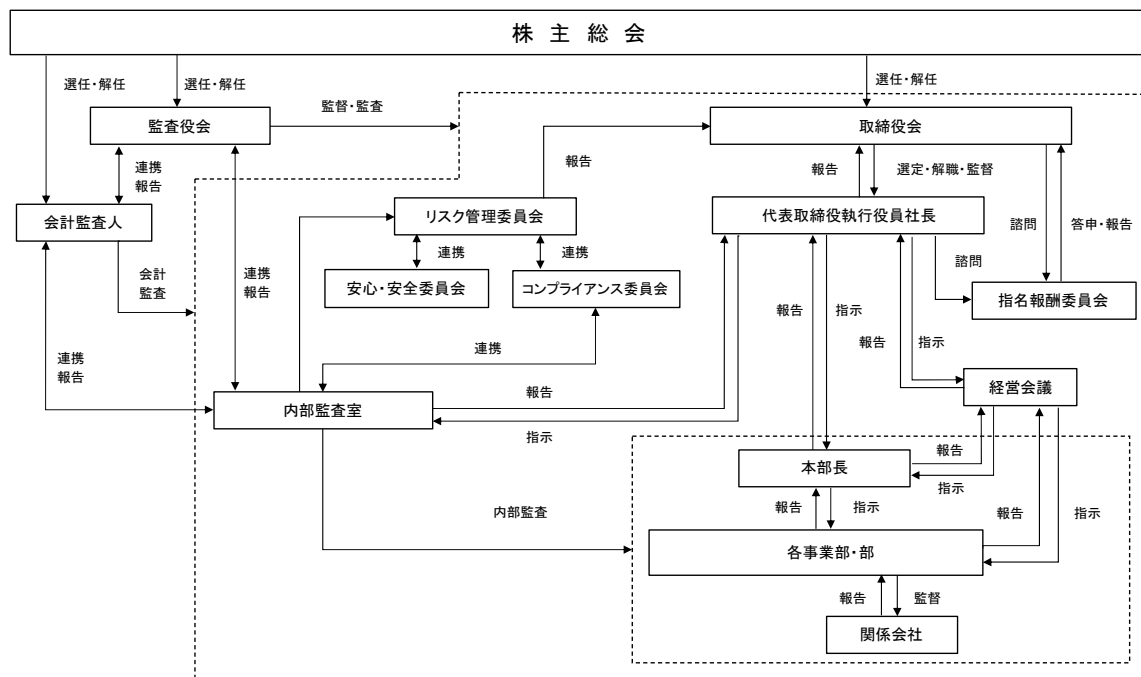 株 主 総 会
選任・解任
選任・解任
選任・解任
監督・監査
監査役会
取締役会
連携
報告
報告
報告
選定・解職・監督
会計監査人
リスク管理委員会
代表取締役執行役員社長
諮問
答申・報告
連携
連携
諮問
会計
監査
連携
報告
安心・安全委員会
コンプライアンス委員会
指名報酬委員会
報告
指示
報告
指示
連携
連携
報告
経営会議
内部監査室
報告
指示
本部長
報告
指示
内部監査
報告
指示
報告
指示
各事業部・部
報告
監督
関係会社